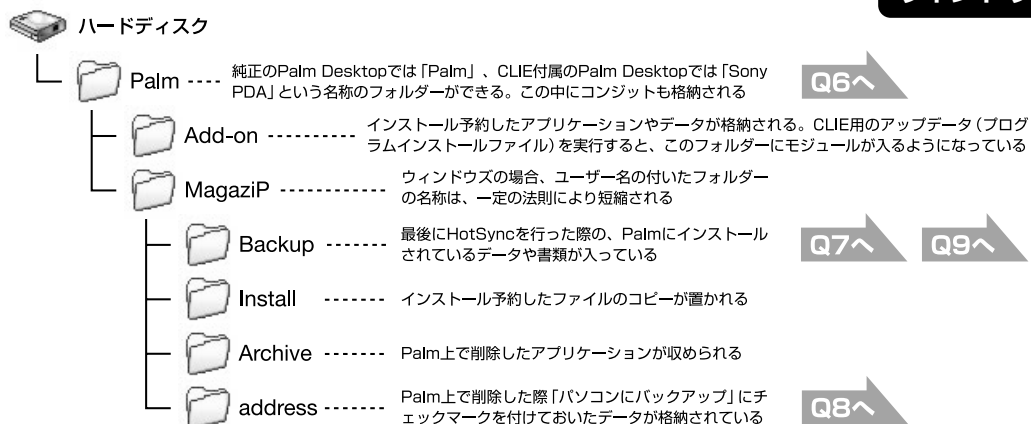 ハードディスク
Palm ---- 純正のPalm Desktopでは「Palm」、CLIE付属のPalm Desktopでは「Sony
PDA」という名称のフォルダーができる。この中にコンジットも格納される
Q6へ
Add-on ---------- インストール予約したアプリケーションやデータが格納される。CLIE用のアップデータ（プログ
ラムインストールファイル）を実行すると、このフォルダーにモジュールが入るようになっている
MagaziP ------------ ウィンドウズの場合、ユーザー名の付いたフォルダー
の名称は、一定の法則により短縮される
Backup ------- 最後にHotSyncを行った際の、Palmにインストール
されているデータや書類が入っている
Q7へ Q9へ
Install ------- インストール予約したファイルのコピーが置かれる
Archive ------- Palm上で削除したアプリケーションが収められる
address ------- Palm上で削除した際「パソコンにバックアップ」にチ
ェックマークを付けておいたデータが格納されている
Q8へ